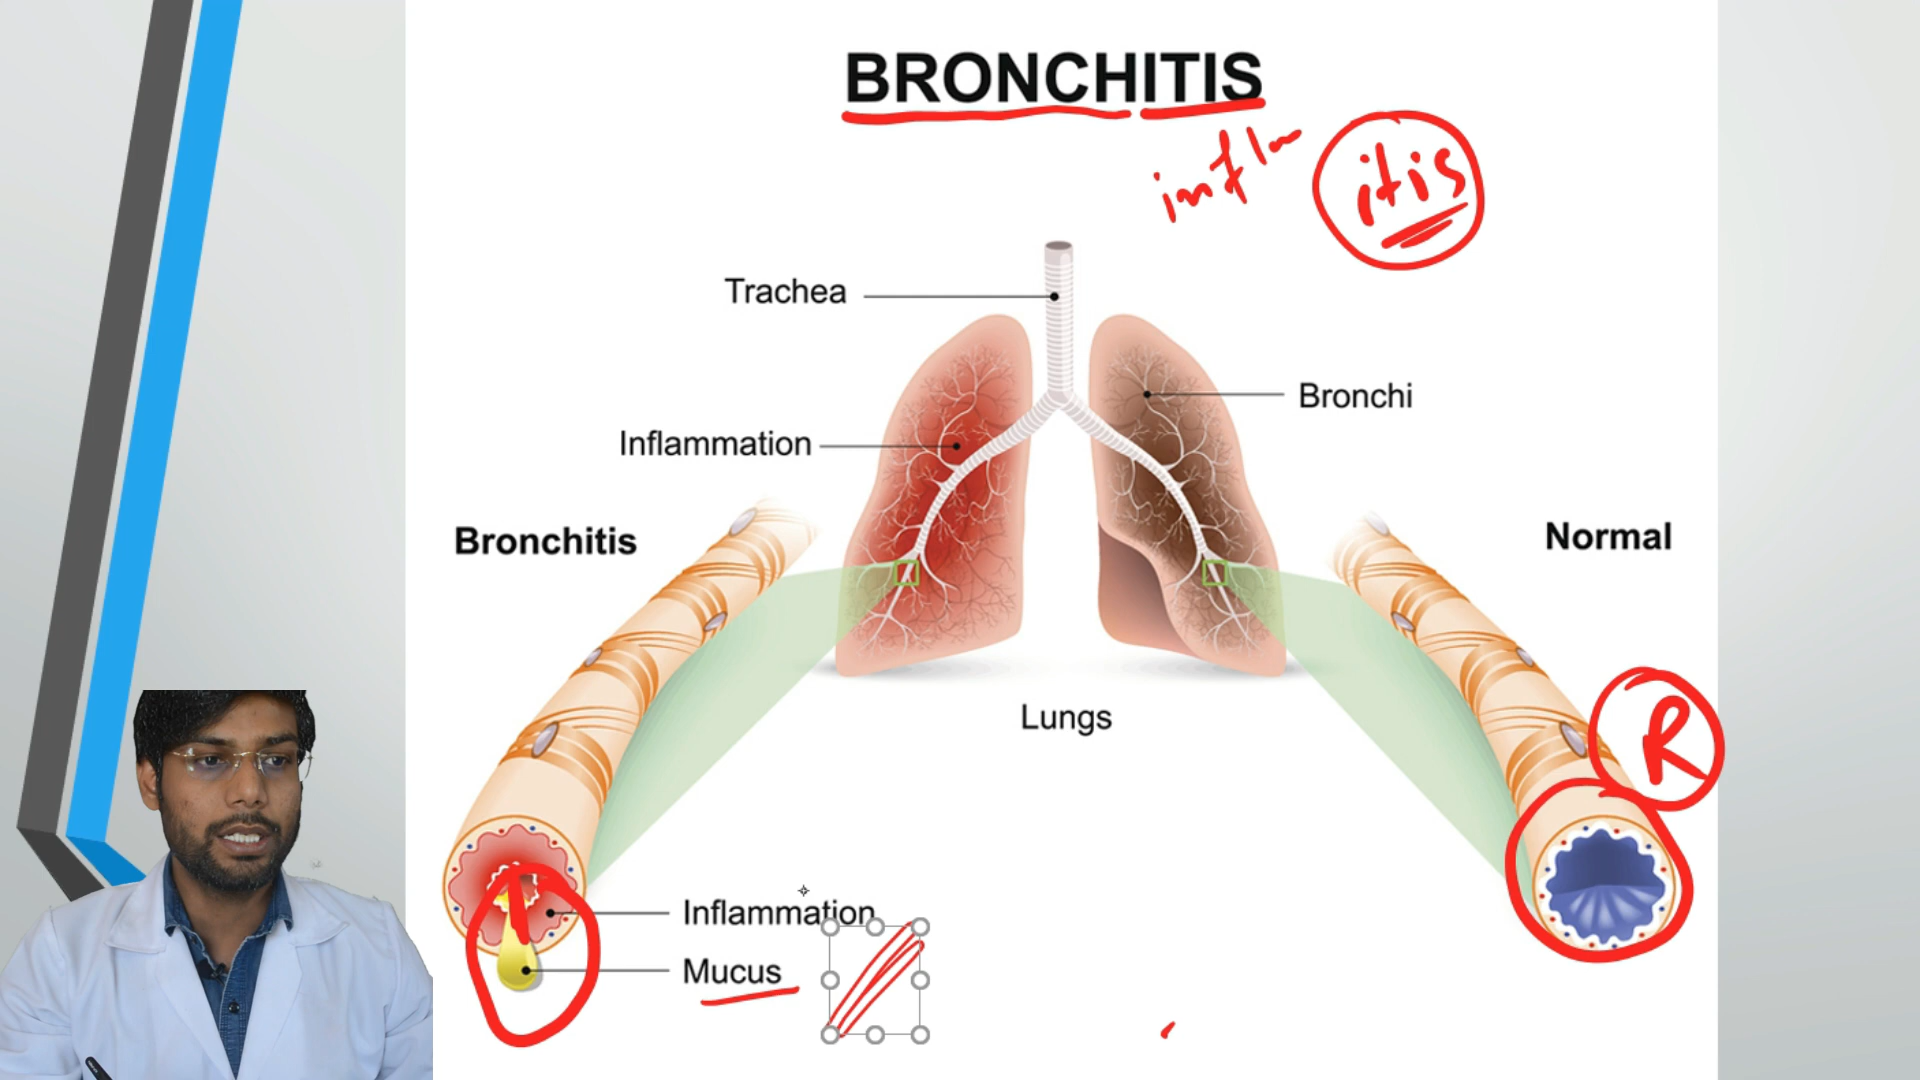 BRONCHITIS
infla
itis
Trachea
Bronchi
Inflammation
Bronchitis
Normal
Lungs
R
Inflammation
Mucus